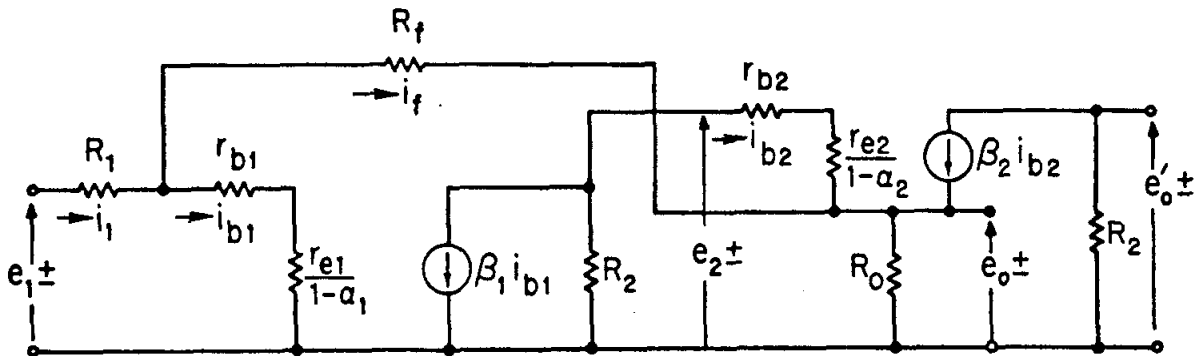 R_f
→ i_f
r_b2
→ i_b2
r_e2
1-α_2
β_2 i_b2
e_o' ±
R_1
r_b1
→ i_1
→ i_b1
e_1 ±
r_e1
1-α_1
β_1 i_b1
R_2
e_2 ±
R_o
e_o ±
R_2